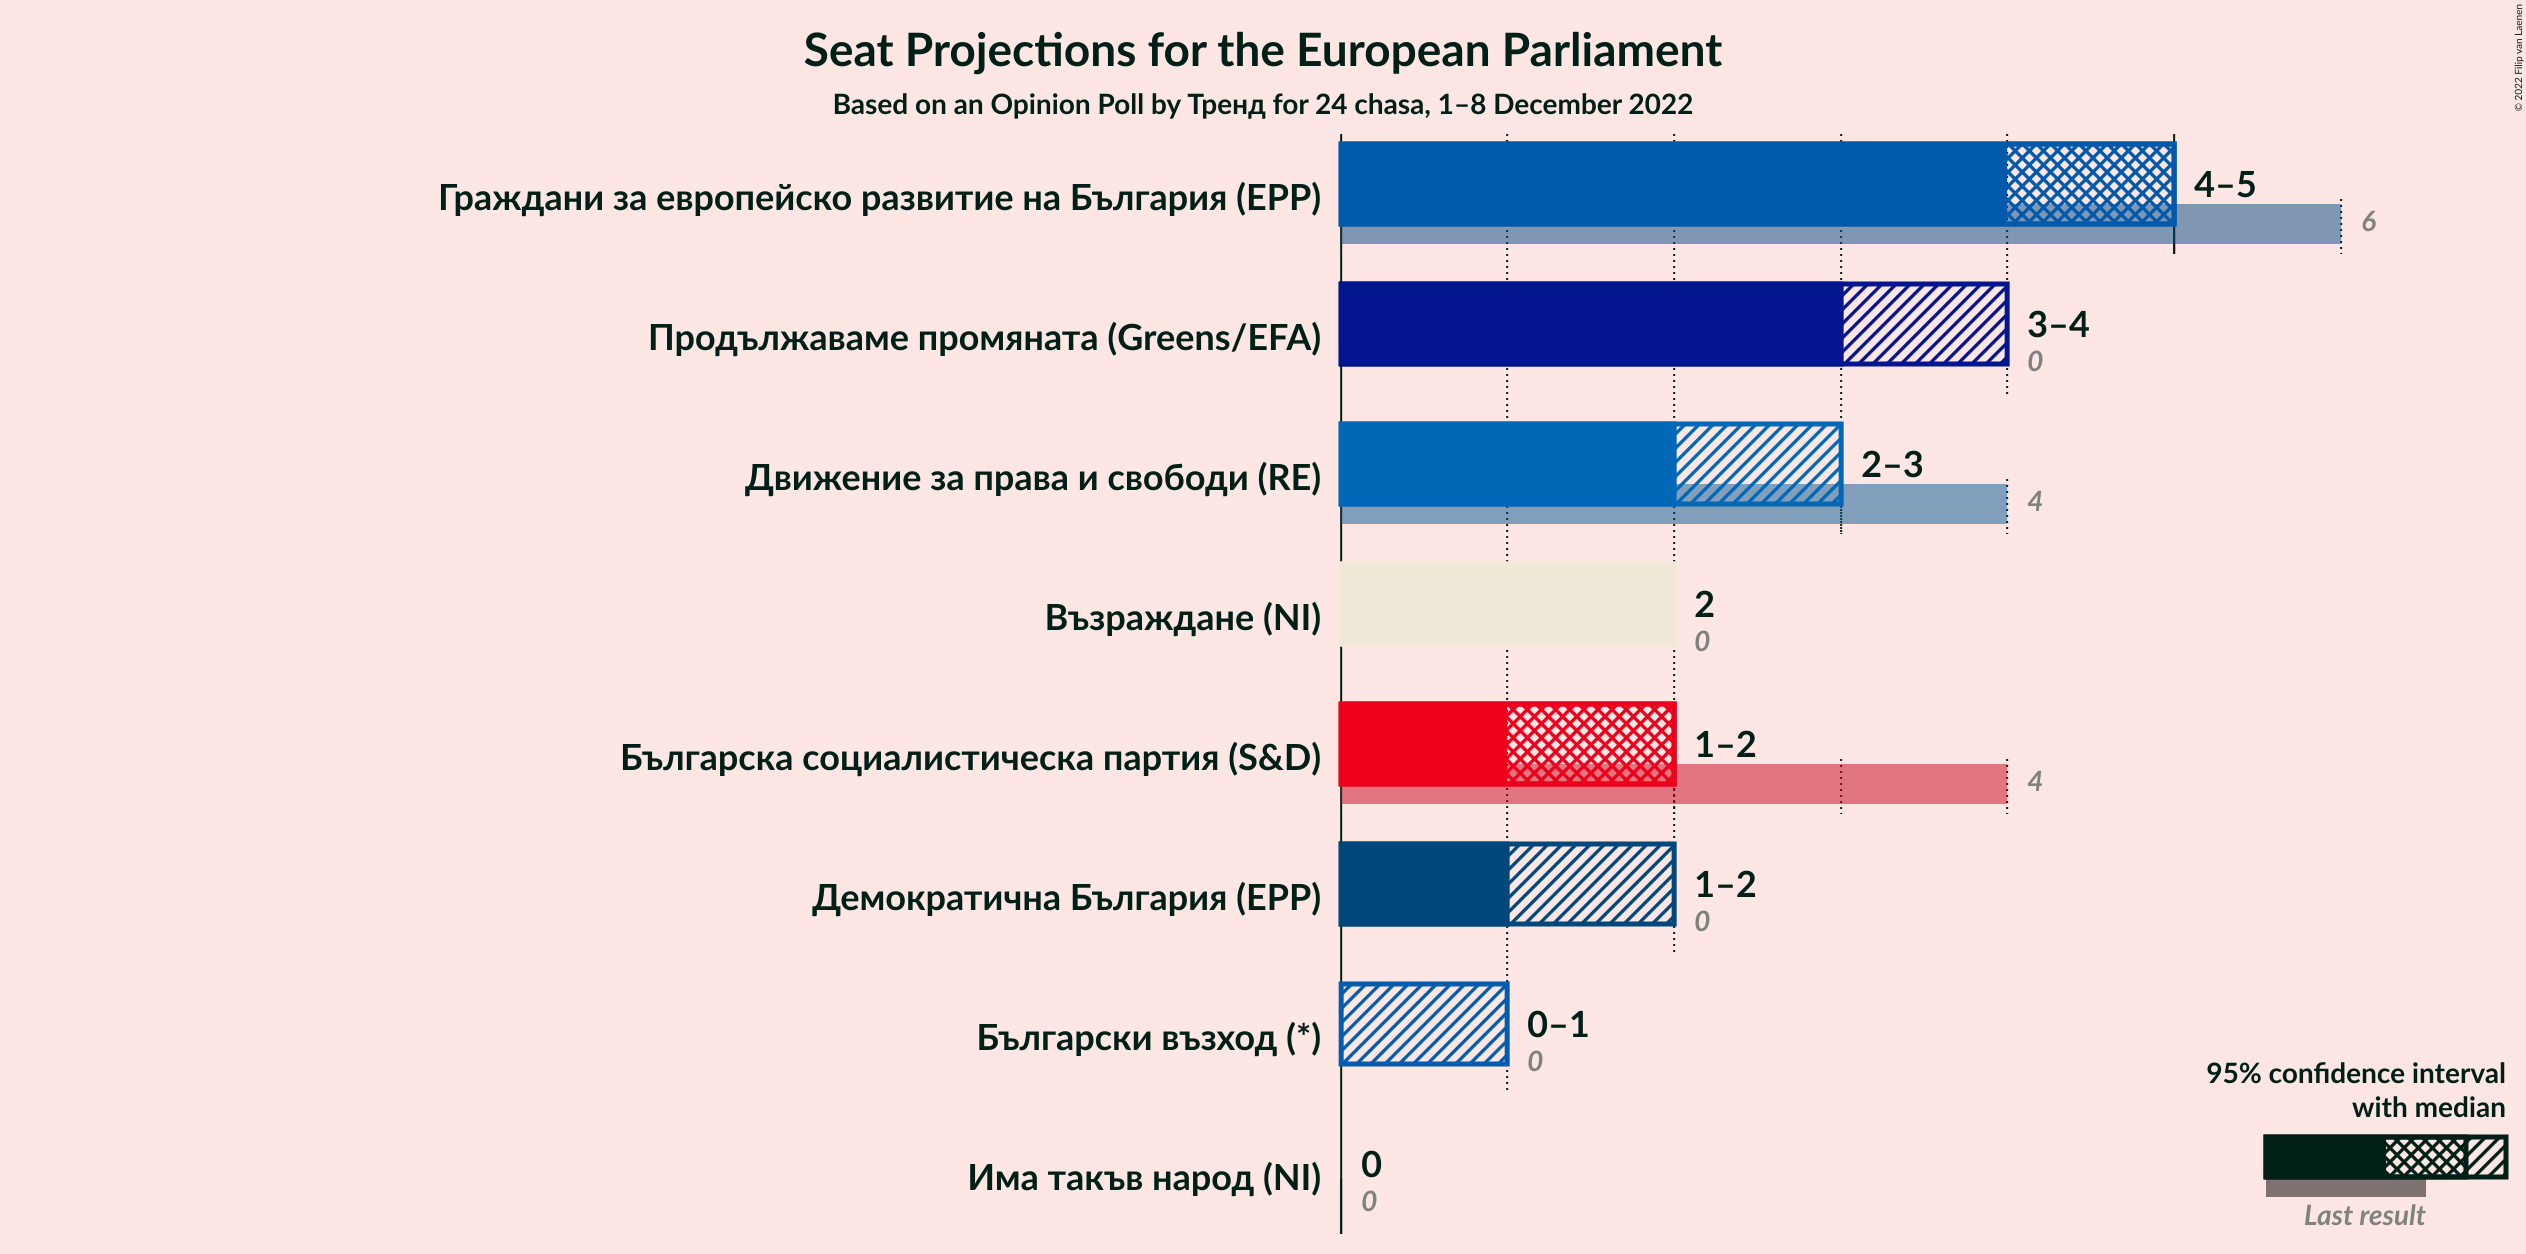 Seat Projections for the European Parliament
Based on an Opinion Poll by Тренд for 24 chasa, 1–8 December 2022
© 2022 Filip van Laenen
Граждани за европейско развитие на България (EPP)
4–5
6
Продължаваме промяната (Greens/EFA)
3–4
0
Движение за права и свободи (RE)
2–3
4
Възраждане (NI)
2
0
Българска социалистическа партия (S&D)
1–2
4
Демократична България (EPP)
1–2
0
Български възход (*)
0–1
0
Има такъв народ (NI)
0
0
95% confidence interval
with median
Last result